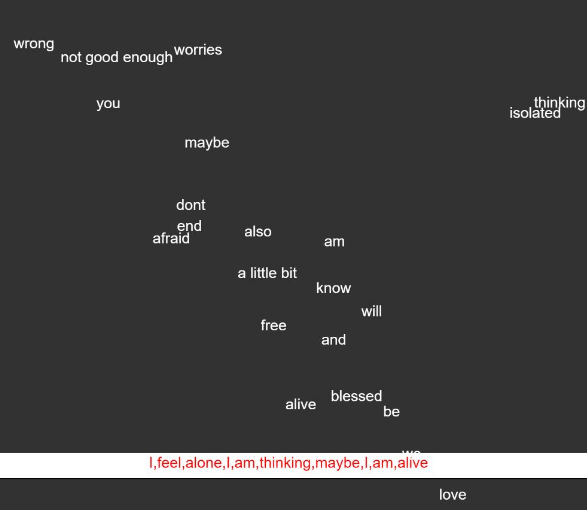 wrong
not good enough
worries
you
thinking
isolated
maybe
dont
end
afraid
also
am
a little bit
know
will
free
and
blessed
alive
be
we
I,feel,alone,I,am,thinking,maybe,I,am,alive
love